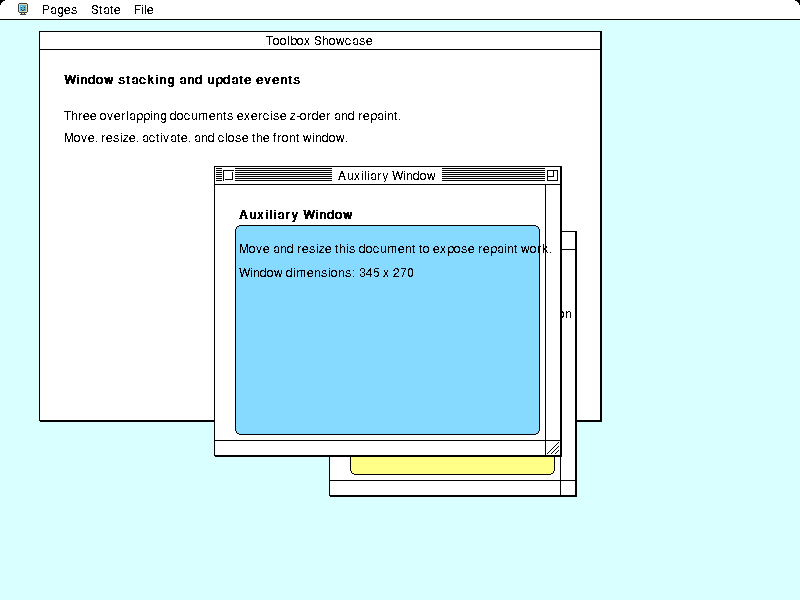 Pages State File
Toolbox Showcase
Window stacking and update events
Three overlapping documents exercise z-order and repaint.
Move, resize, activate, and close the front window.
Auxiliary Window
Auxiliary Window
Move and resize this document to expose repaint work.
Window dimensions: 345 x 270